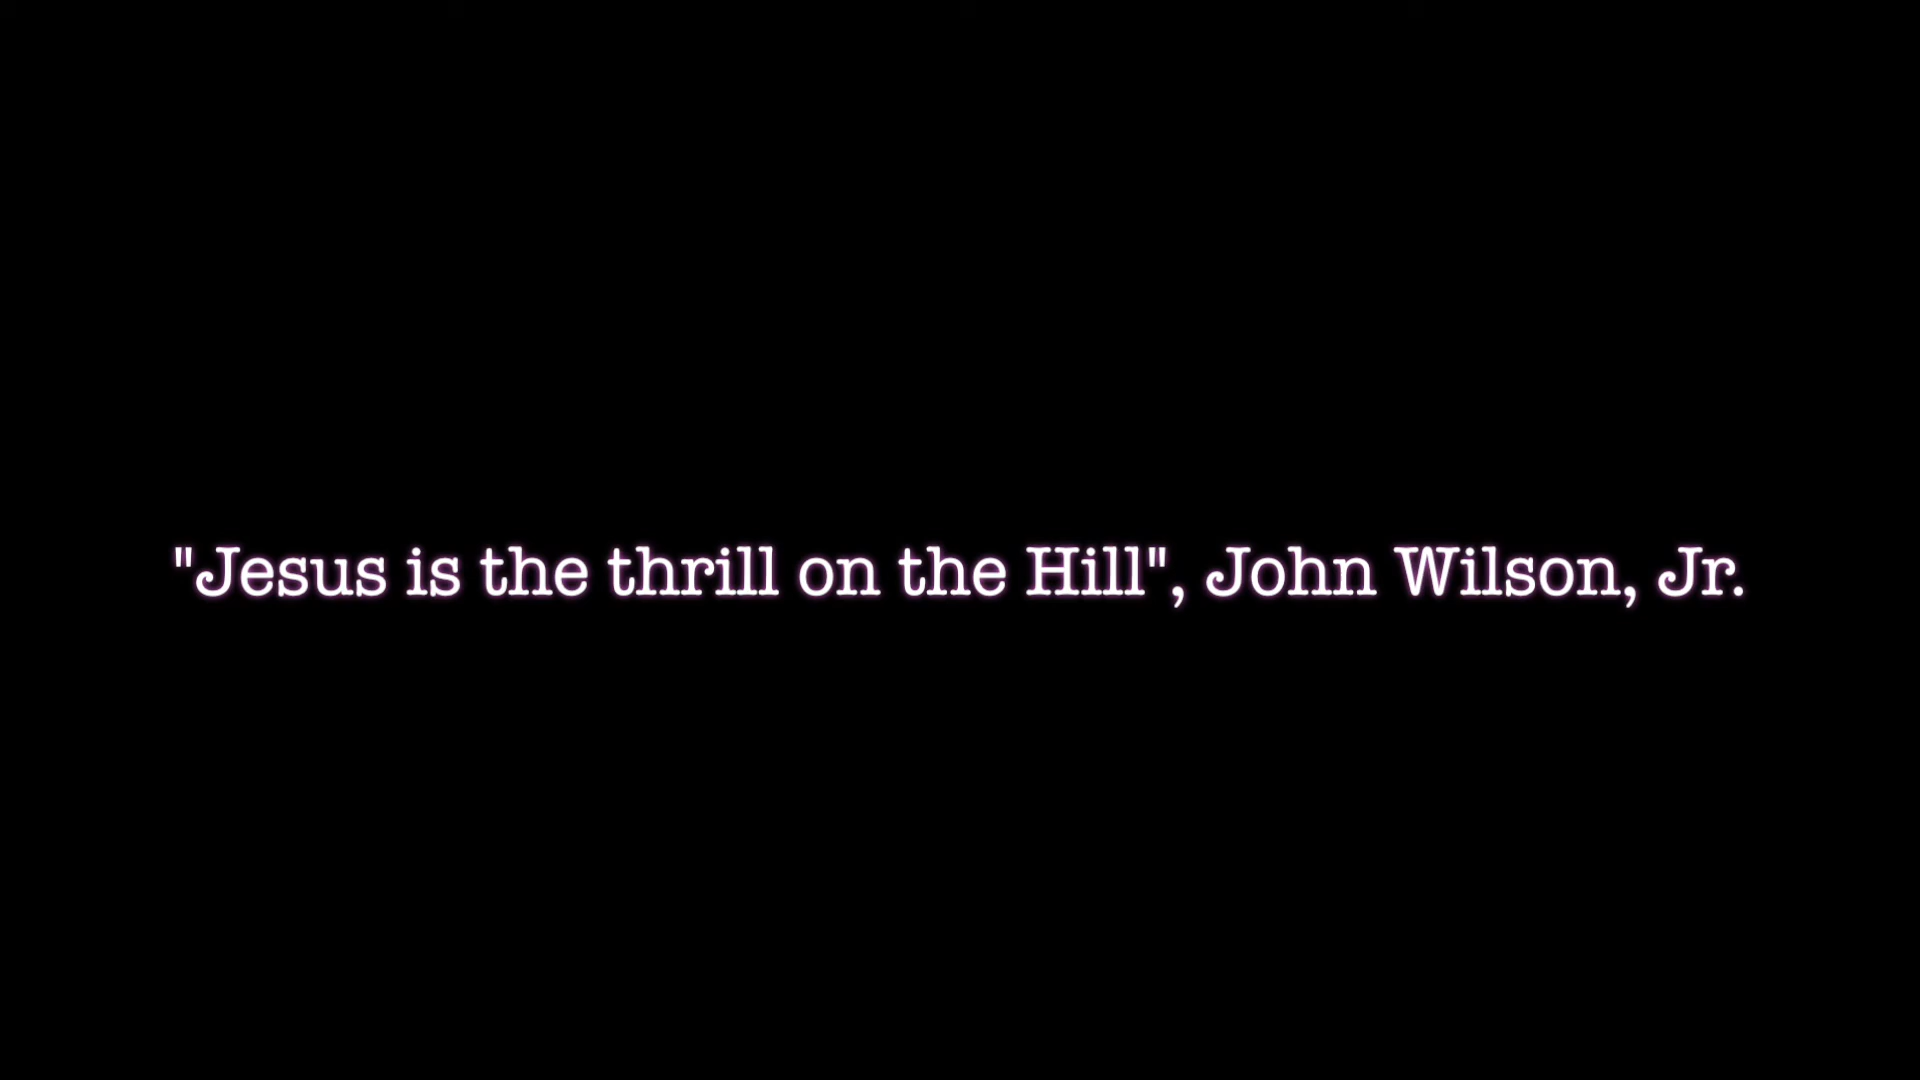 "Jesus is the thrill on the Hill", John Wilson, Jr.